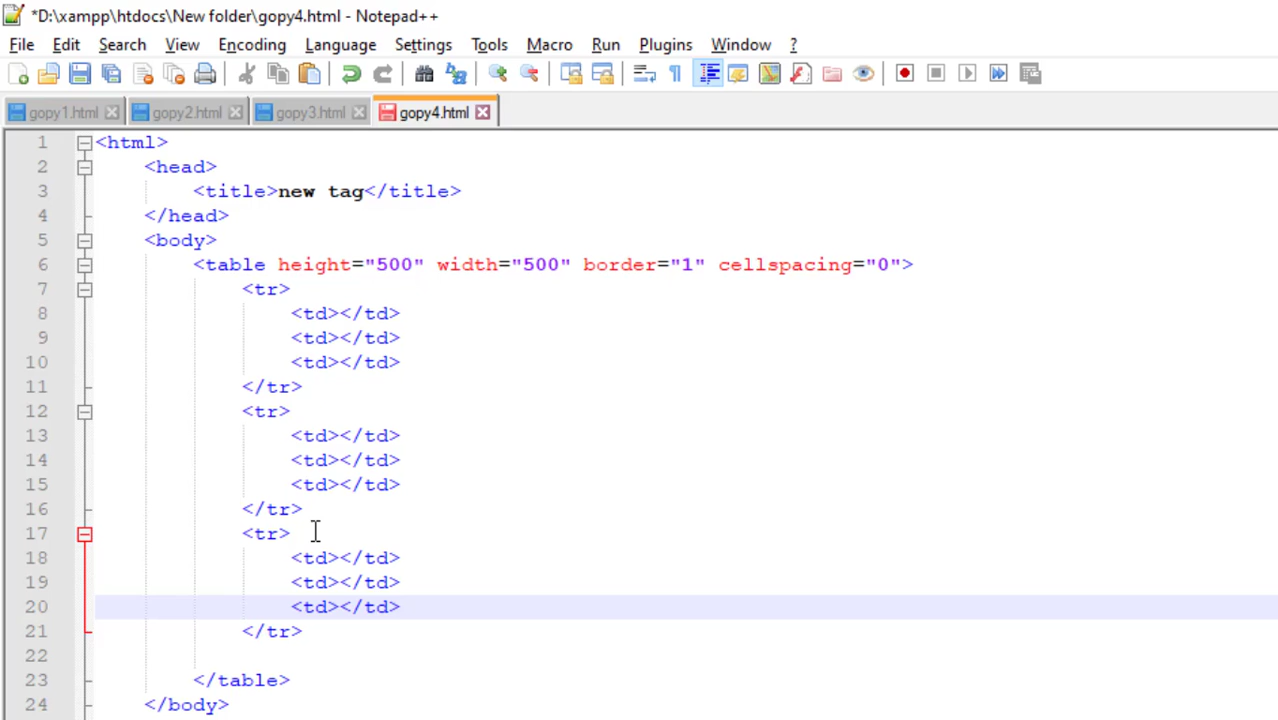 *D:\xampp\htdocs\New folder\gopy4.html - Notepad++
File Edit Search View Encoding Language Settings Tools Macro Run Plugins Window ?
gopy1.html gopy2.html gopy3.html gopy4.html
1 <html>
2 <head>
3 <title>new tag</title>
4 </head>
5 <body>
6 <table height="500" width="500" border="1" cellspacing="0">
7 <tr>
8 <td></td>
9 <td></td>
10 <td></td>
11 </tr>
12 <tr>
13 <td></td>
14 <td></td>
15 <td></td>
16 </tr>
17 <tr>
18 <td></td>
19 <td></td>
20 <td></td>
21 </tr>
22
23 </table>
24 </body>